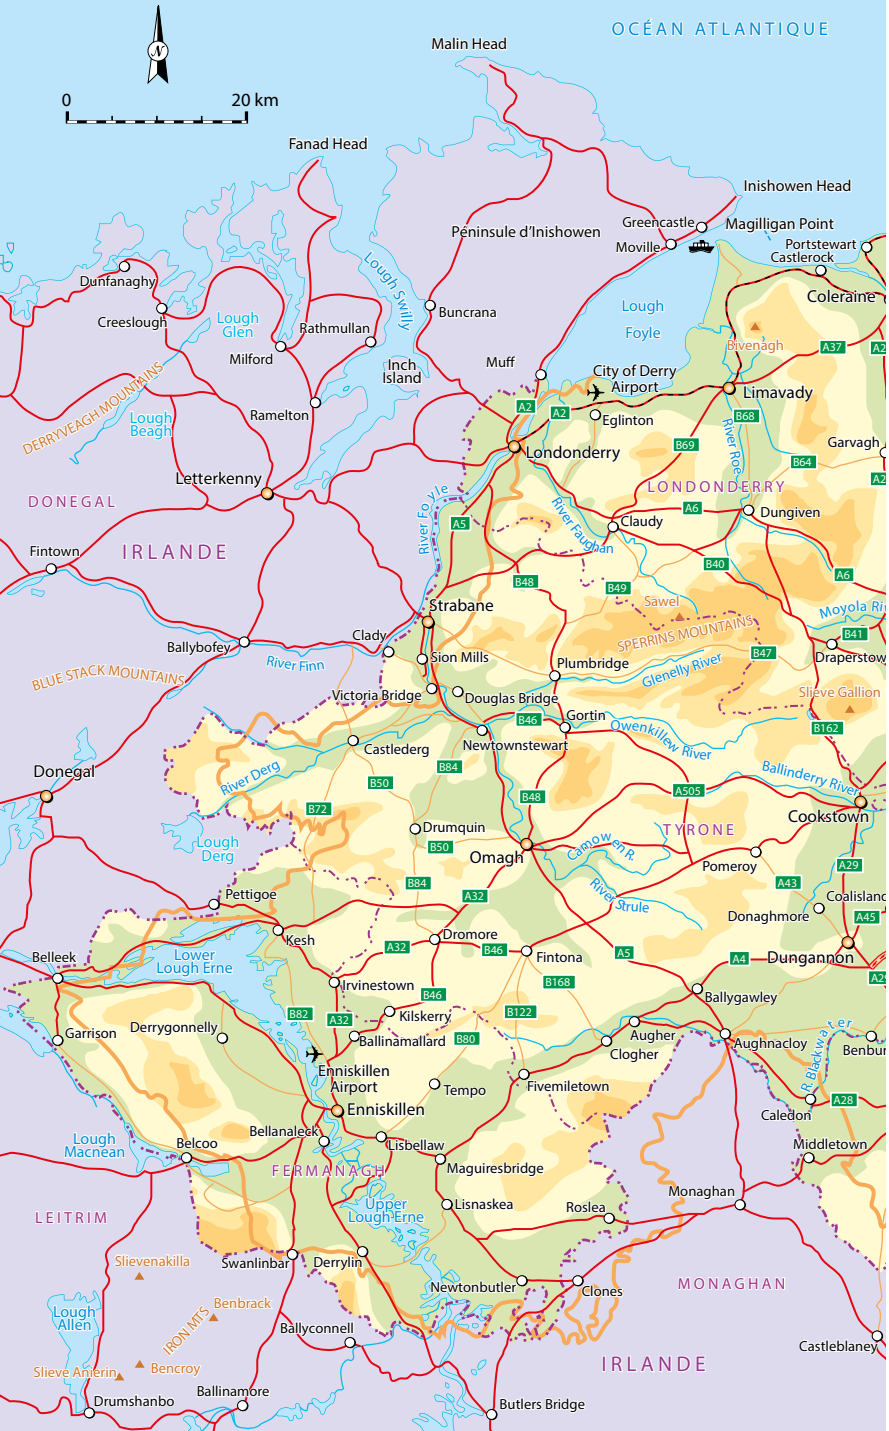 OCÉAN ATLANTIQUE
Malin Head
N
0
20 km
Fanad Head
Inishowen Head
Greencastle
Magilligan Point
Péninsule d'Inishowen
Moville
Portstewart
Castlerock
Dunfanaghy
Lough Swilly
Coleraine
Creeslough
Lough
Glen
Rathmullan
Buncrana
Lough
Foyle
Bivenagh
A37
A2
Milford
Inch
Island
Muff
City of Derry
Airport
Limavady
DERRYVEAGH MOUNTAINS
Lough
Beagh
Ramelton
A2
A2
Eglinton
B68
River Roe
B69
Garvagh
B64
Londonderry
Letterkenny
LONDONDERRY
A2
DONEGAL
River Foyle
A5
River Faughan
A6
Dungiven
Claudy
IRLANDE
Fintown
B40
A6
B48
B49
Strabane
Sawel
Moyola Ri
SPERRINS MOUNTAINS
B41
Clady
Ballybofey
River Finn
Sion Mills
B47
Draperstow
Plumbridge
Glenelly River
BLUE STACK MOUNTAINS
Victoria Bridge
Douglas Bridge
Slieve Gallion
B46
Gortin
Owenkillew River
B162
Castlederg
Newtownstewart
Donegal
River Derg
B84
B50
Ballinderry River
B48
A505
B72
Cookstown
Drumquin
TYRONE
Lough
Derg
B50
Omagh
Camowen R.
Pomeroy
A29
B84
A43
A32
River Strule
Coalisland
Pettigoe
Donaghmore
A45
Kesh
Dromore
A32
B46
A5
A4
Dungannon
Belleek
Lower
Lough Erne
Fintona
A29
Irvinestown
B46
B168
Ballygawley
B82
A32
Kilskerry
B122
Garrison
Derrygonnelly
Ballinamallard
B80
Augher
Aughnacloy
R. Blackwater
Clogher
Benbur
Enniskillen
Airport
Tempo
Fivemiletown
Enniskillen
A28
Caledon
Bellanaleck
Lough
Macnean
Belcoo
Lisbellaw
Middletown
FERMANAGH
Maguiresbridge
Monaghan
LEITRIM
Upper
Lough Erne
Lisnaskea
Roslea
Slievenakilla
Swanlinbar
Derrylin
Newtonbutler
Clones
MONAGHAN
Lough
Allen
Benbrack
IRON MTS
Ballyconnell
Castleblaney
Slieve Anierin
Bencroy
IRLANDE
Drumshanbo
Ballinamore
Butlers Bridge